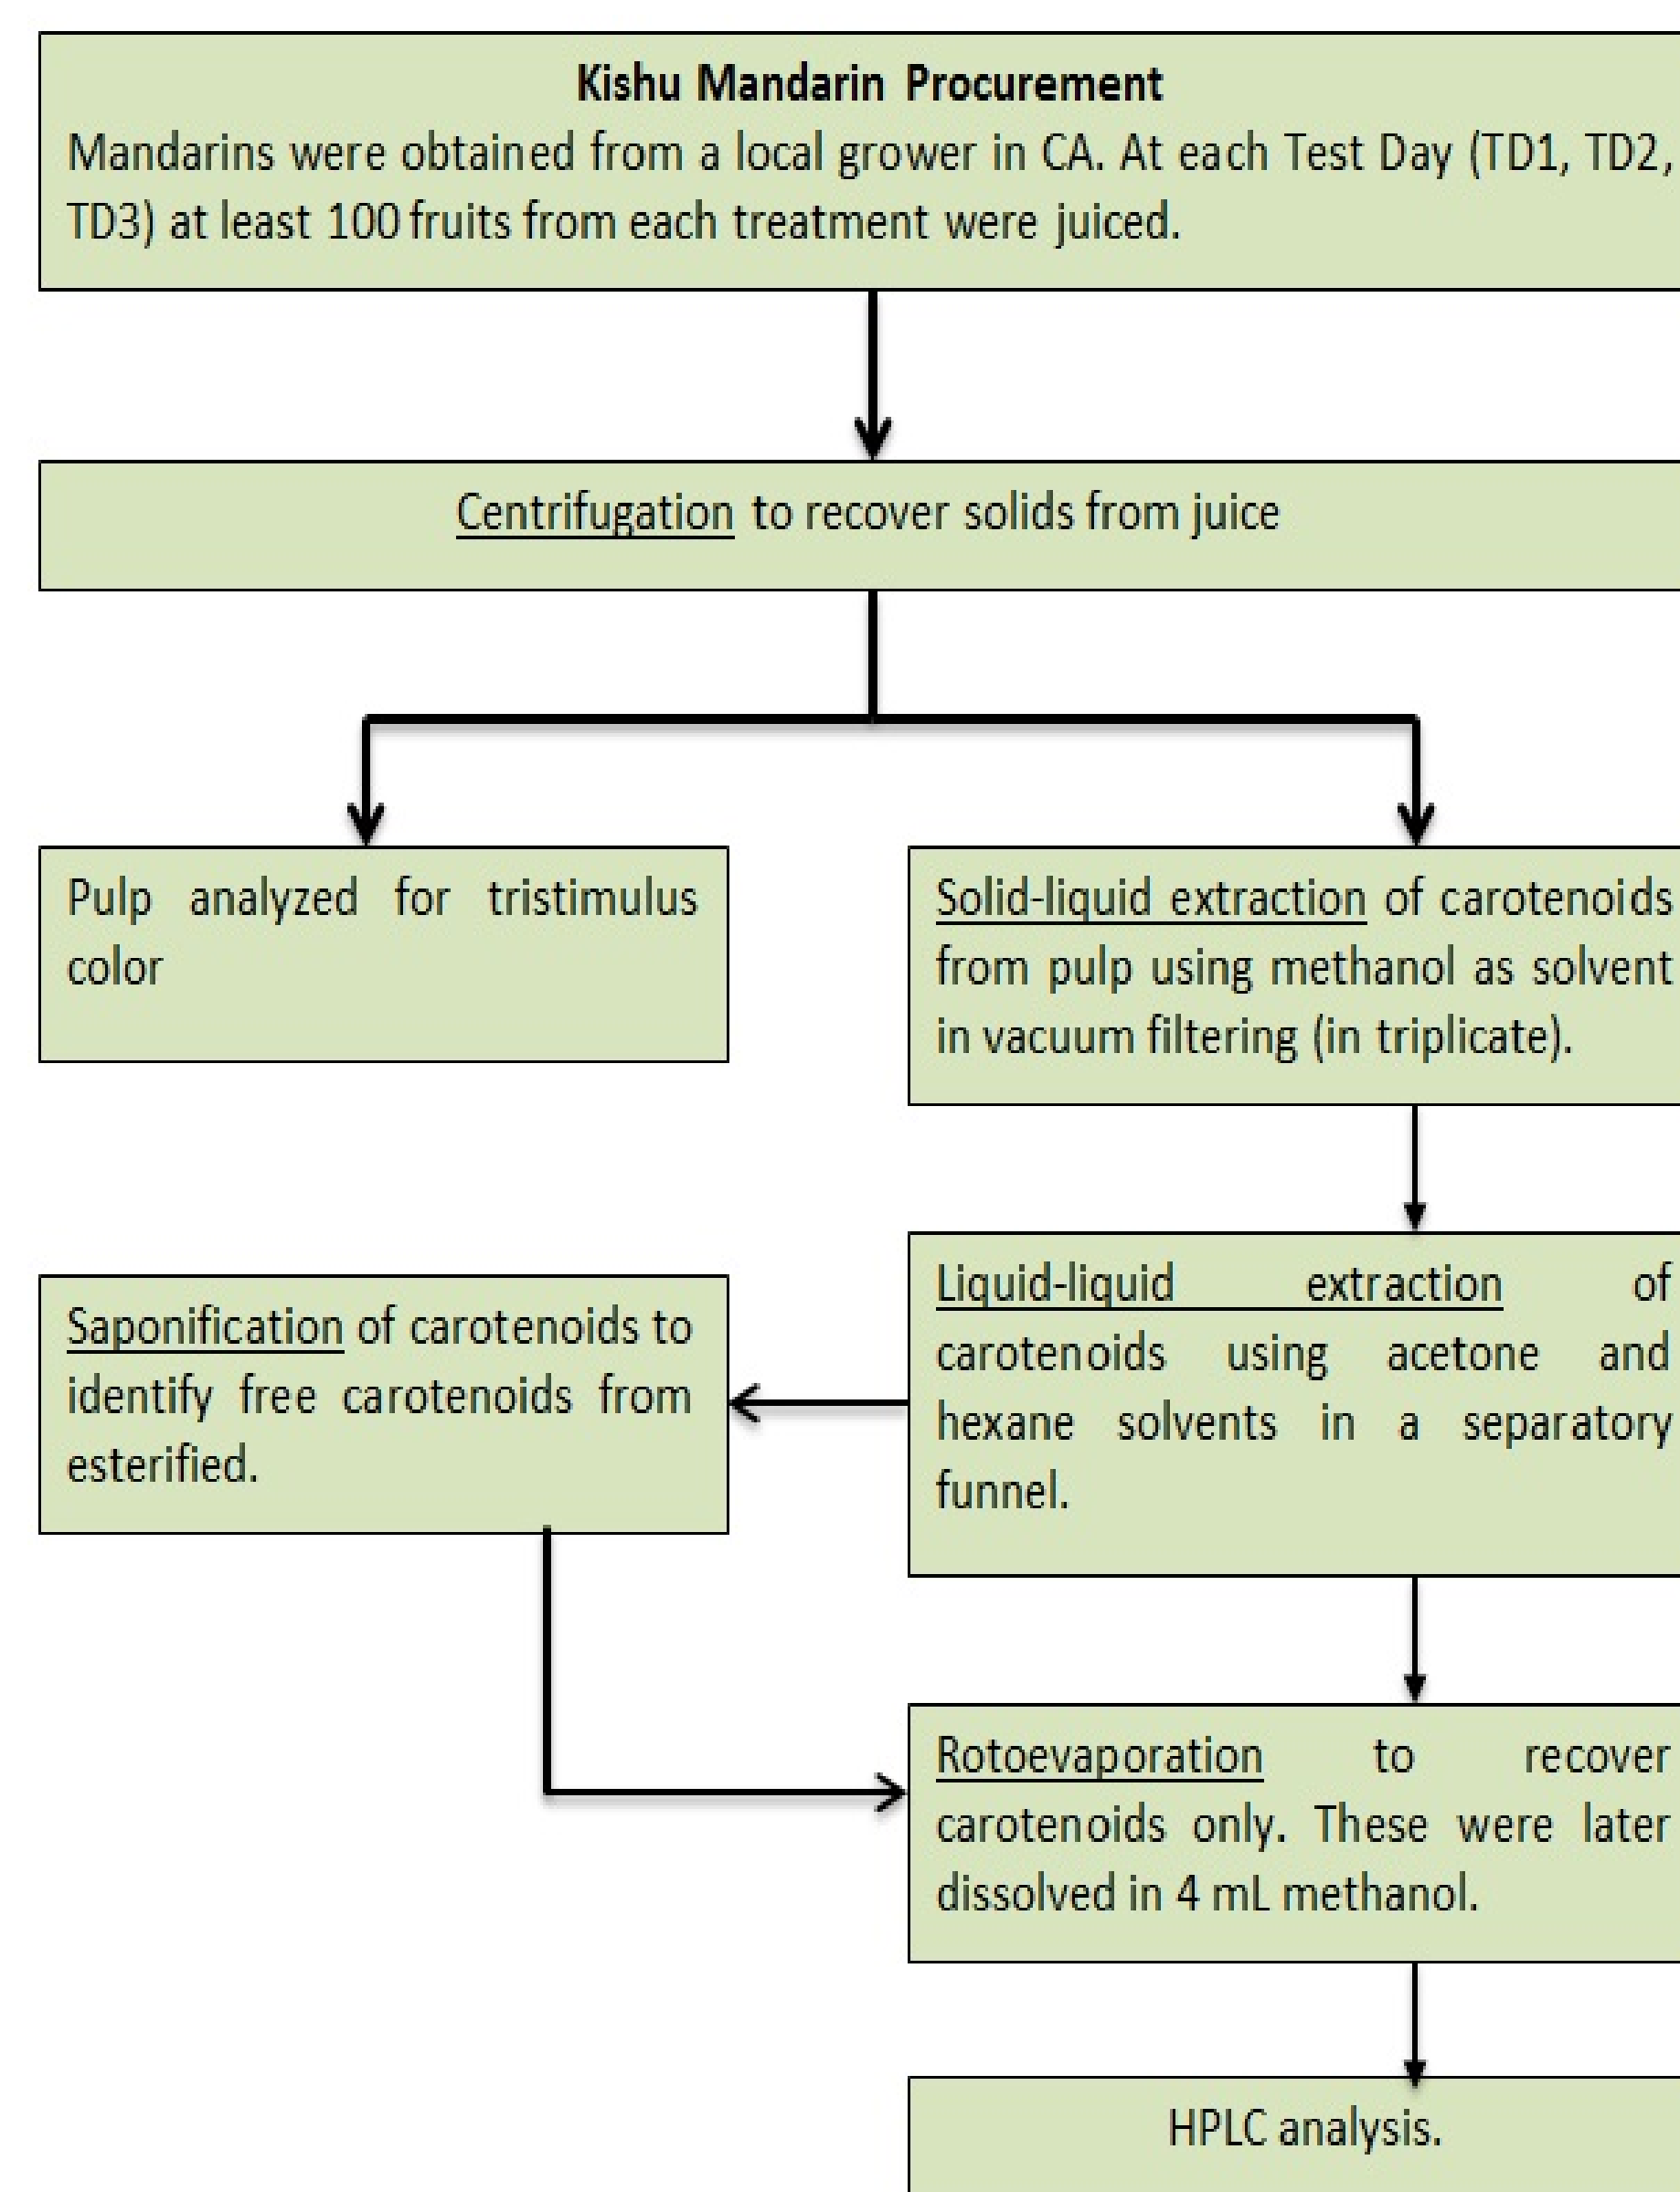 Kishu Mandarin Procurement
Mandarins were obtained from a local grower in CA. At each Test Day (TD1, TD2,
TD3) at least 100 fruits from each treatment were juiced.
Centrifugation to recover solids from juice
Pulp analyzed for tristimulus
color
Solid-liquid extraction of carotenoids
from pulp using methanol as solvent
in vacuum filtering (in triplicate).
Saponification of carotenoids to
identify free carotenoids from
esterified.
Liquid-liquid extraction of
carotenoids using acetone and
hexane solvents in a separatory
funnel.
Rotoevaporation to recover
carotenoids only. These were later
dissolved in 4 mL methanol.
HPLC analysis.